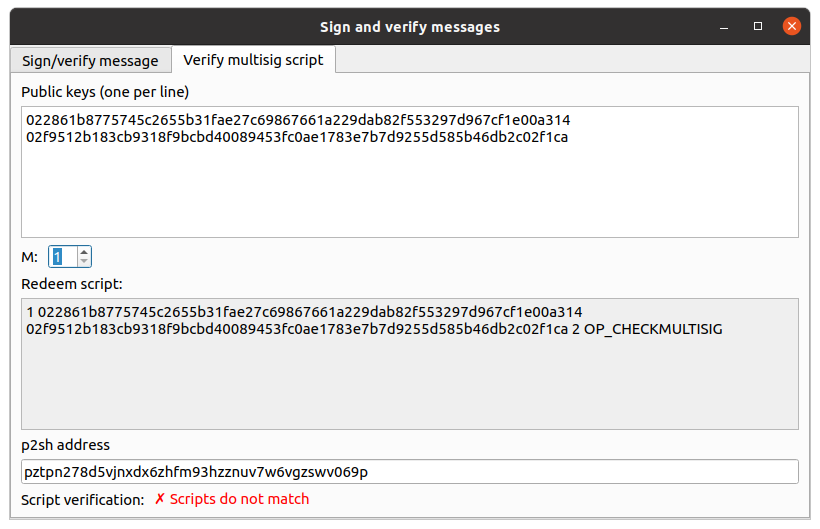 Sign and verify messages
Sign/verify message Verify multisig script
Public keys (one per line)
022861b8775745c2655b31fae27c69867661a229dab82f553297d967cf1e00a314
02f9512b183cb9318f9bcbd40089453fc0ae1783e7b7d9255d585b46db2c02f1ca
M: 1
Redeem script:
1 022861b8775745c2655b31fae27c69867661a229dab82f553297d967cf1e00a314
02f9512b183cb9318f9bcbd40089453fc0ae1783e7b7d9255d585b46db2c02f1ca 2 OP_CHECKMULTISIG
p2sh address
pztpn278d5vjnxdx6zhfm93hzznuv7w6vgzswv069p
Script verification: ✗ Scripts do not match